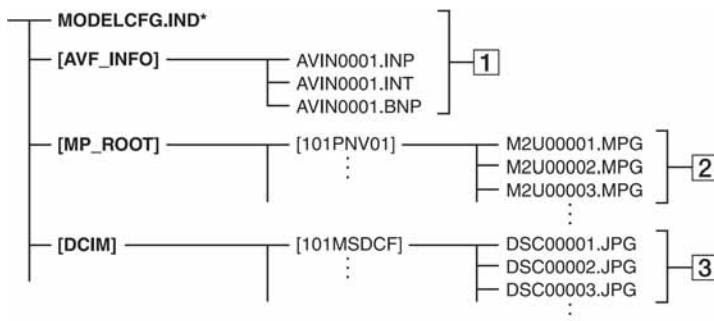 MODELCFG.IND*
[AVF_INFO] AVIN0001.INP 1
AVIN0001.INT
AVIN0001.BNP
[MP_ROOT] [101PNV01] M2U00001.MPG
M2U00002.MPG 2
M2U00003.MPG
[DCIM] [101MSDCF] DSC00001.JPG
DSC00002.JPG 3
DSC00003.JPG